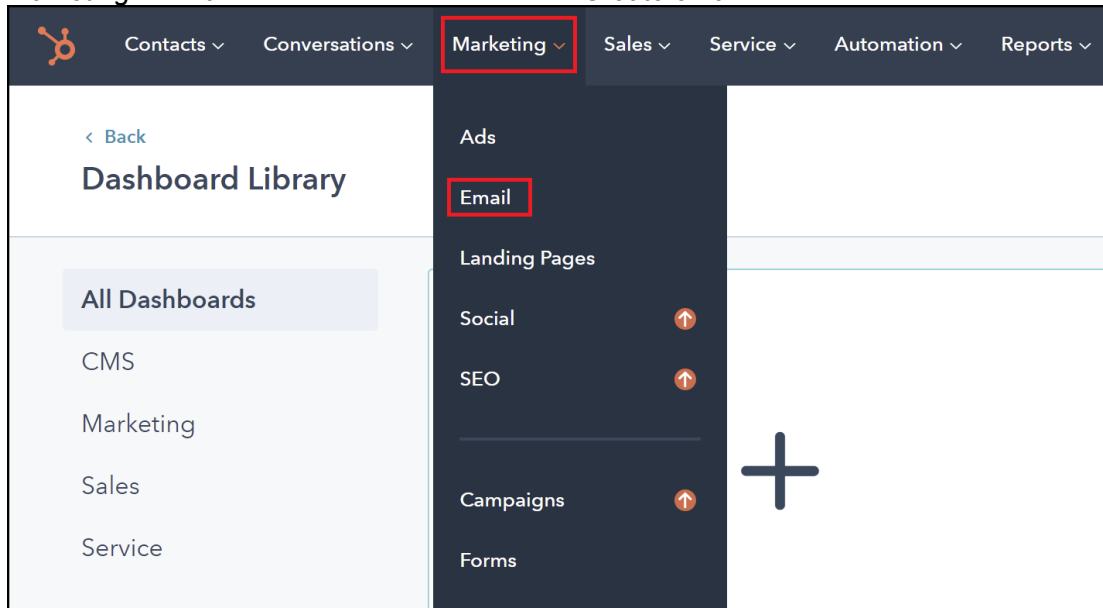 Contacts Conversations Marketing Sales Service Automation Reports
Back
Dashboard Library
All Dashboards
CMS
Marketing
Sales
Service
Ads
Email
Landing Pages
Social
SEO
Campaigns
Forms